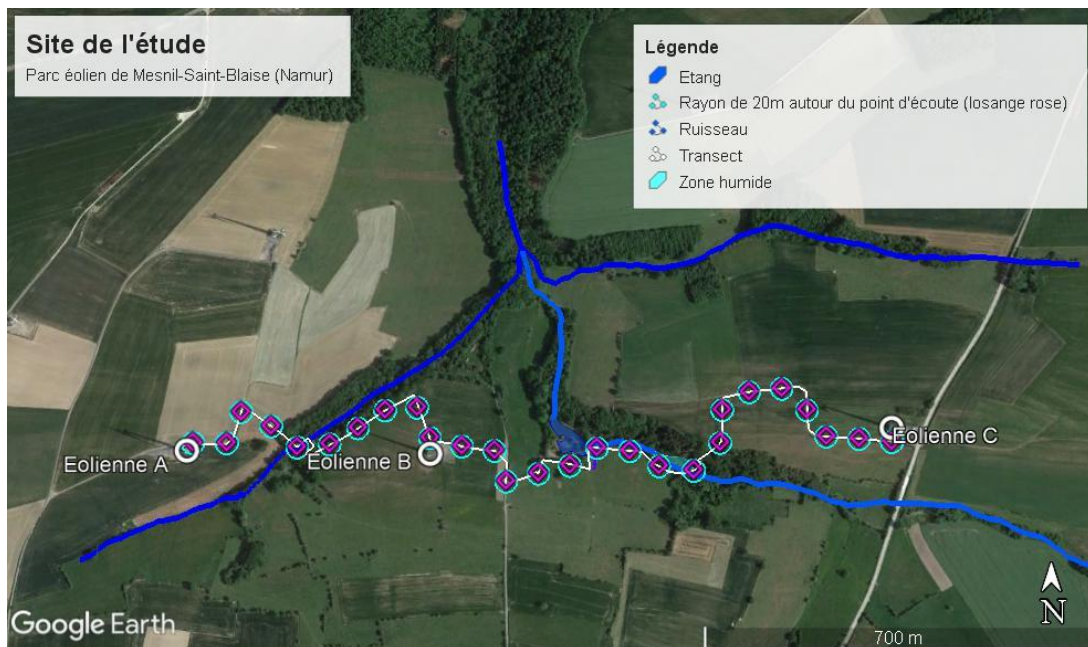 Site de l'étude
Parc éolien de Mesnil-Saint-Blaise (Namur)
Légende
Etang
Rayon de 20m autour du point d'écoute (losange rose)
Ruisseau
Transect
Zone humide
Eolienne A
Eolienne B
Eolienne C
Google Earth
N
700 m